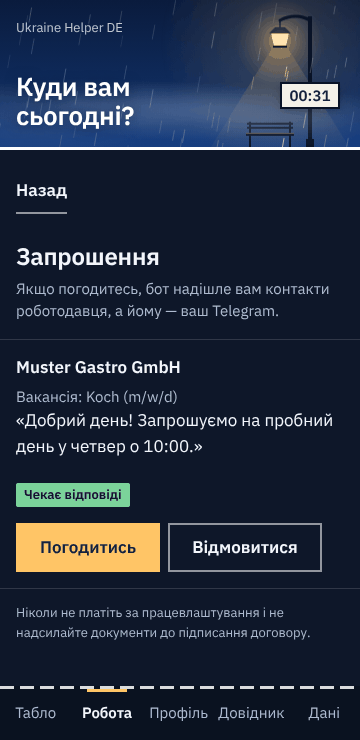 Ukraine Helper DE
Куди вам
сьогодні?
00:31
Назад
Запрошення
Якщо погодитесь, бот надішле вам контакти
роботодавця, а йому — ваш Telegram.
Muster Gastro GmbH
Вакансія: Koch (m/w/d)
«Добрий день! Запрошуємо на пробний
день у четвер о 10:00.»
Чекає відповіді
Погодитись
Відмовитися
Ніколи не платіть за працевлаштування і не
надсилайте документи до підписання договору.
Табло
Робота
Профіль
Довідник
Дані